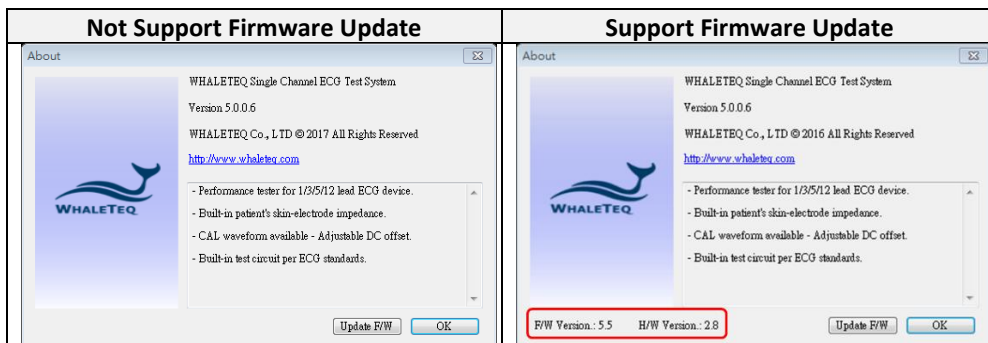 Not Support Firmware Update
Support Firmware Update
About
WHALETEQ Single Channel ECG Test System
Version 5.0.0.6
WHALETEQ Co., LTD © 2017 All Rights Reserved
http://www.whaleteq.com
- Performance tester for 1/3/5/12 lead ECG device.
- Built-in patient's skin-electrode impedance.
- CAL waveform available - Adjustable DC offset.
- Built-in test circuit per ECG standards.
WHALETEQ
Update F/W
OK
About
WHALETEQ Single Channel ECG Test System
Version 5.0.0.6
WHALETEQ Co., LTD © 2016 All Rights Reserved
http://www.whaleteq.com
- Performance tester for 1/3/5/12 lead ECG device.
- Built-in patient's skin-electrode impedance.
- CAL waveform available - Adjustable DC offset.
- Built-in test circuit per ECG standards.
WHALETEQ
F/W Version.: 5.5 H/W Version.: 2.8
Update F/W
OK